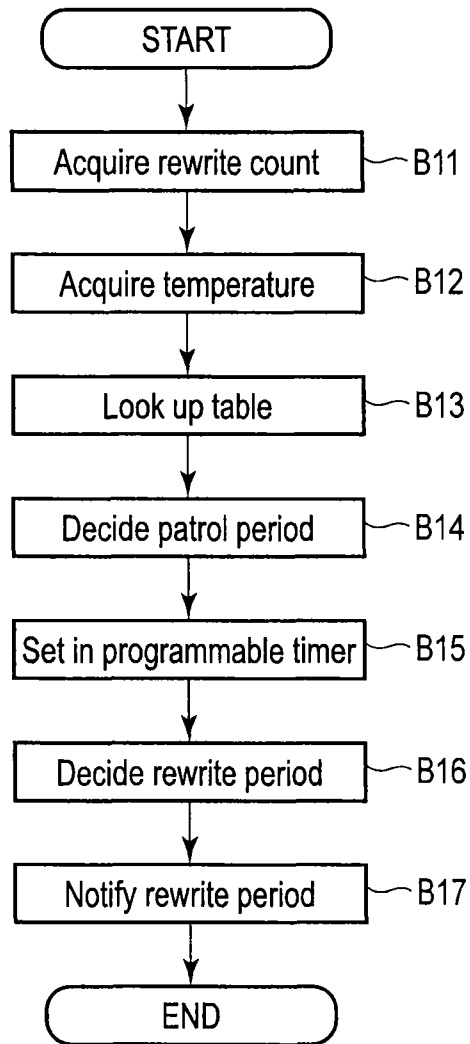 START
Acquire rewrite count B11
Acquire temperature B12
Look up table B13
Decide patrol period B14
Set in programmable timer B15
Decide rewrite period B16
Notify rewrite period B17
END